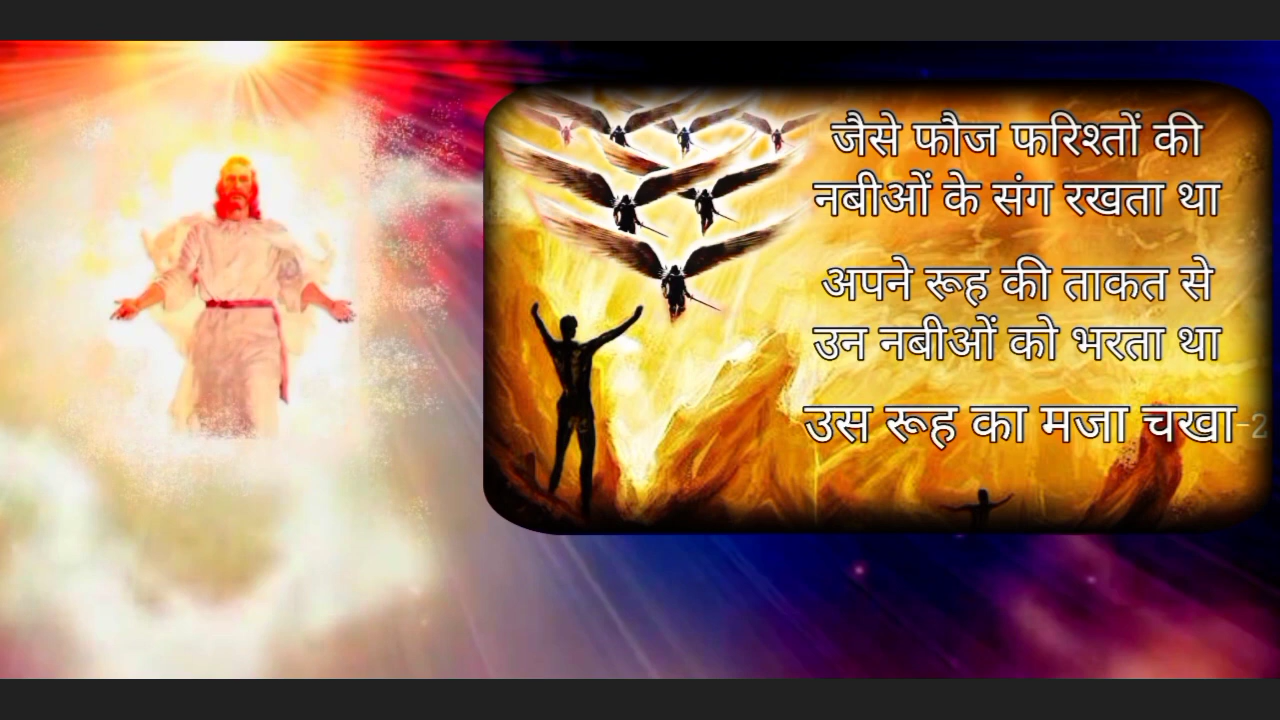 जैसे फौज फरिश्तों की
नबीओं के संग रखता था
अपने रूह की ताकत से
उन नबीओं को भरता था
उस रूह का मजा चखा-2